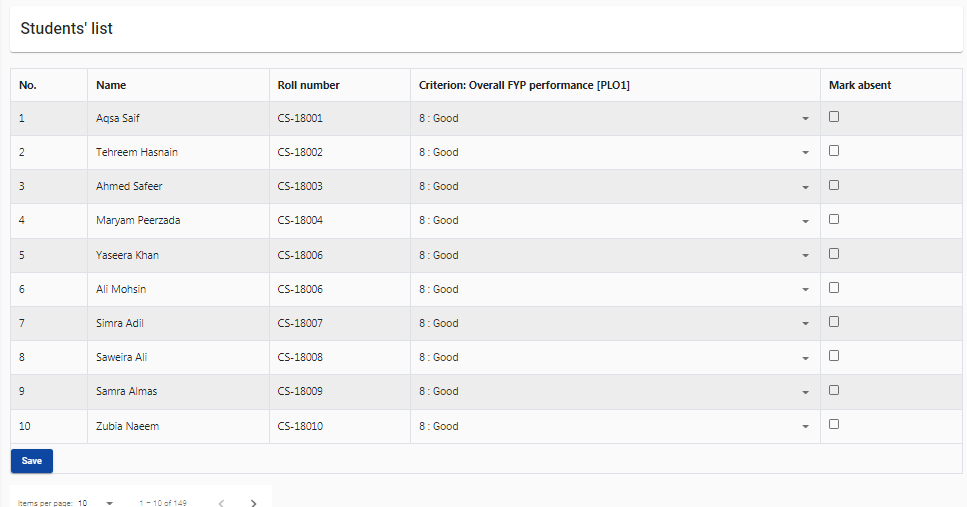 Students' list
No. Name Roll number Criterion: Overall FYP performance [PLO1] Mark absent
1 Aqsa Saif CS-18001 8 : Good
2 Tehreem Hasnain CS-18002 8 : Good
3 Ahmed Safeer CS-18003 8 : Good
4 Maryam Peerzada CS-18004 8 : Good
5 Yaseera Khan CS-18006 8 : Good
6 Ali Mohsin CS-18006 8 : Good
7 Simra Adil CS-18007 8 : Good
8 Saweira Ali CS-18008 8 : Good
9 Samra Almas CS-18009 8 : Good
10 Zubia Naeem CS-18010 8 : Good
Save
Items per page: 10 1 – 10 of 149